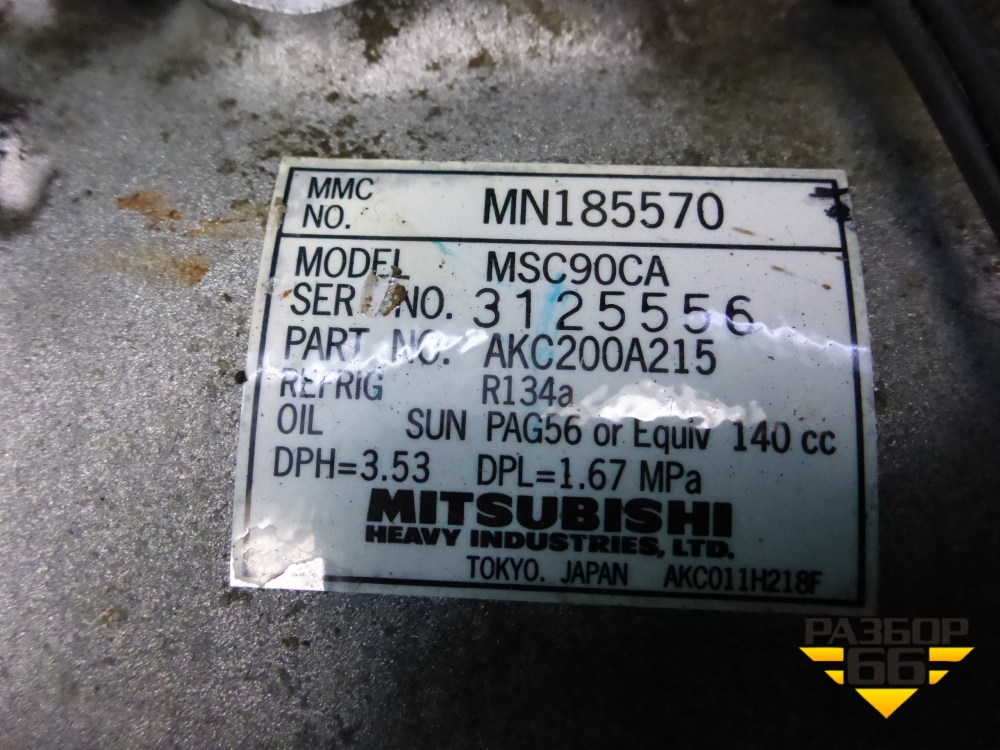 MMC
NO. MN185570
MODEL MSC90CA
SER NO. 3125556
PART NO. AKC200A215
REFRIG R134a
OIL SUN PAG56 or Equiv 140 cc
DPH=3.53 DPL=1.67 MPa
MITSUBISHI
HEAVY INDUSTRIES, LTD.
TOKYO. JAPAN AKC011H218F
РАЗБОР
66